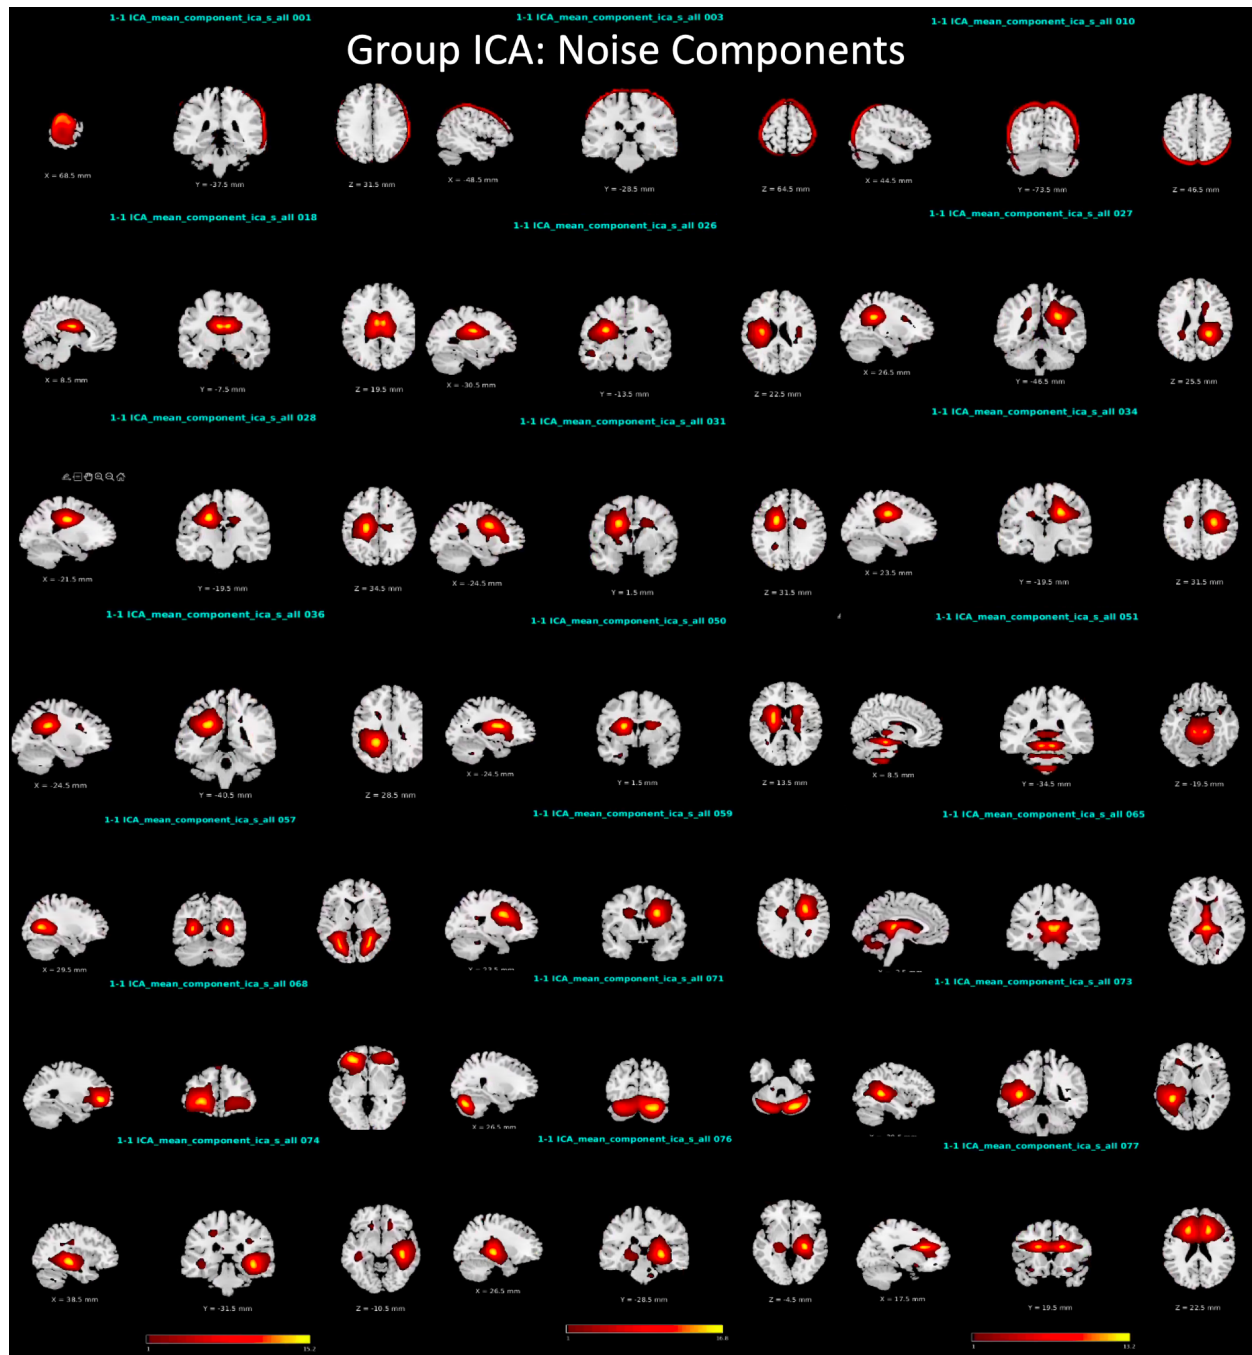 1-1 ICA_mean_component_ica_s_all 001
1-1 ICA_mean_component_ica_s_all 003
1-1 ICA_mean_component_ica_s_all 010
Group ICA: Noise Components
X = 68.5 mm
Y = -37.5 mm
Z = 31.5 mm
X = -48.5 mm
Y = -28.5 mm
Z = 64.5 mm
X = 44.5 mm
Y = -73.5 mm
Z = 46.5 mm
1-1 ICA_mean_component_ica_s_all 018
1-1 ICA_mean_component_ica_s_all 026
1-1 ICA_mean_component_ica_s_all 027
X = 8.5 mm
Y = -7.5 mm
Z = 19.5 mm
X = -30.5 mm
Y = -13.5 mm
Z = 22.5 mm
X = 26.5 mm
Y = -46.5 mm
Z = 25.5 mm
1-1 ICA_mean_component_ica_s_all 028
1-1 ICA_mean_component_ica_s_all 031
1-1 ICA_mean_component_ica_s_all 034
X = -21.5 mm
Y = -19.5 mm
Z = 34.5 mm
X = -24.5 mm
Y = 1.5 mm
Z = 31.5 mm
X = 23.5 mm
Y = -19.5 mm
Z = 31.5 mm
1-1 ICA_mean_component_ica_s_all 036
1-1 ICA_mean_component_ica_s_all 050
1-1 ICA_mean_component_ica_s_all 051
X = -24.5 mm
Y = -40.5 mm
Z = 28.5 mm
X = -24.5 mm
Y = 1.5 mm
Z = 13.5 mm
X = 8.5 mm
Y = -34.5 mm
Z = -19.5 mm
1-1 ICA_mean_component_ica_s_all 057
1-1 ICA_mean_component_ica_s_all 059
1-1 ICA_mean_component_ica_s_all 065
X = 29.5 mm
1-1 ICA_mean_component_ica_s_all 068
1-1 ICA_mean_component_ica_s_all 071
1-1 ICA_mean_component_ica_s_all 073
X = 26.5 mm
1-1 ICA_mean_component_ica_s_all 074
1-1 ICA_mean_component_ica_s_all 076
1-1 ICA_mean_component_ica_s_all 077
X = 38.5 mm
Y = -31.5 mm
Z = -10.5 mm
X = 26.5 mm
Y = -28.5 mm
Z = -4.5 mm
X = 17.5 mm
Y = 19.5 mm
Z = 22.5 mm
1 15.2
1 16.8
1 13.2